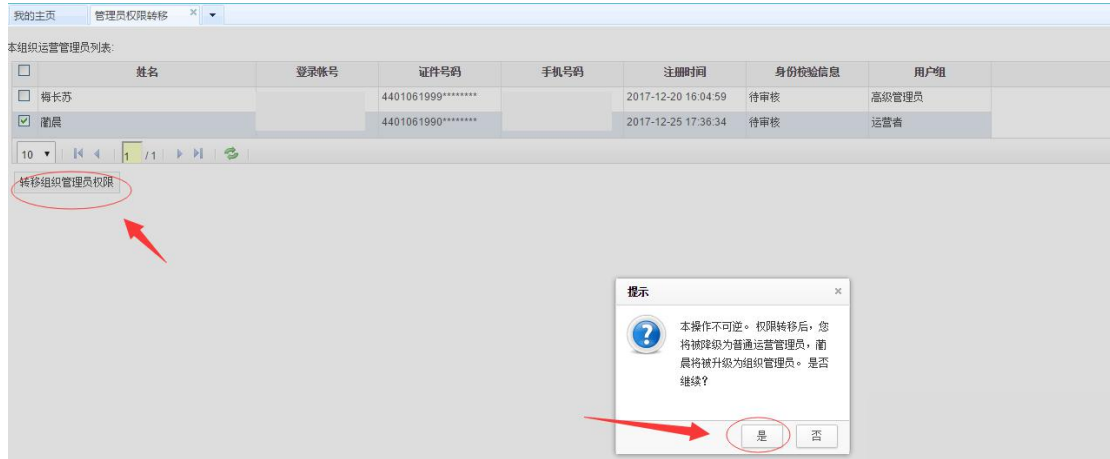 我的主页 管理员权限转移
本组织运营管理员列表:
姓名 登录帐号 证件号码 手机号码 注册时间 身份校验信息 用户组
梅长苏 4401061999******** 2017-12-20 16:04:59 待审核 高级管理员
蔺晨 4401061990******** 2017-12-25 17:36:34 待审核 运营者
10 1 /1
转移组织管理员权限
提示
本操作不可逆。权限转移后，您
将被降级为普通运营管理员，蔺
晨将被升级为组织管理员。是否
继续？
是 否